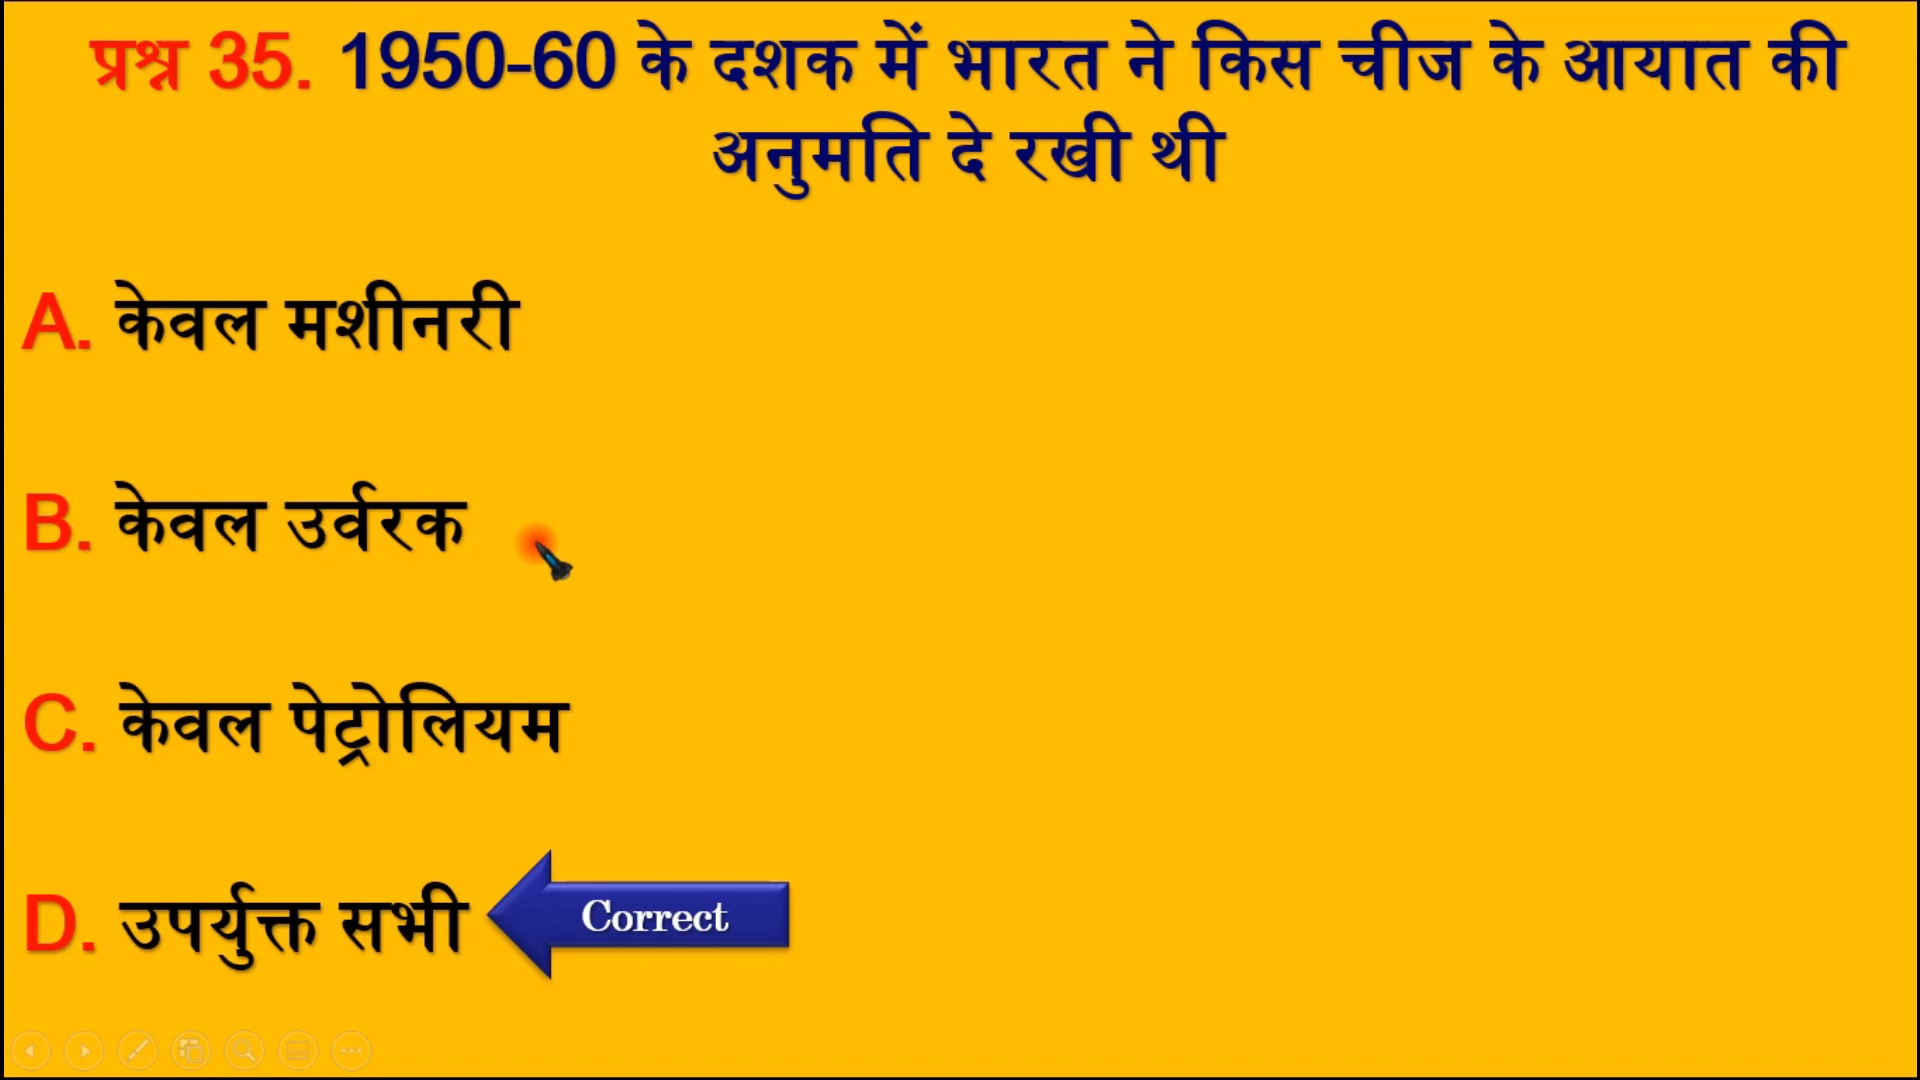 प्रश्न 35. 1950-60 के दशक में भारत ने किस चीज के आयात की
अनुमति दे रखी थी
A. केवल मशीनरी
B. केवल उर्वरक
C. केवल पेट्रोलियम
D. उपर्युक्त सभी
Correct